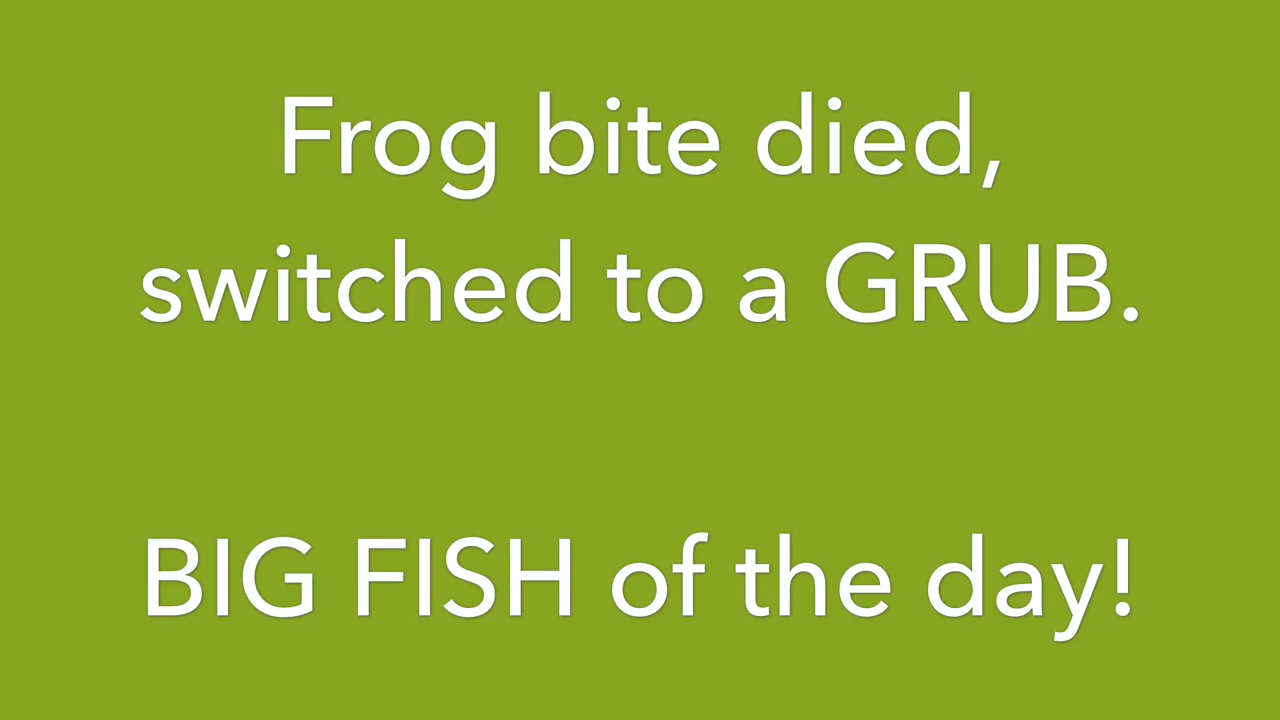 Frog bite died,
switched to a GRUB.
BIG FISH of the day!